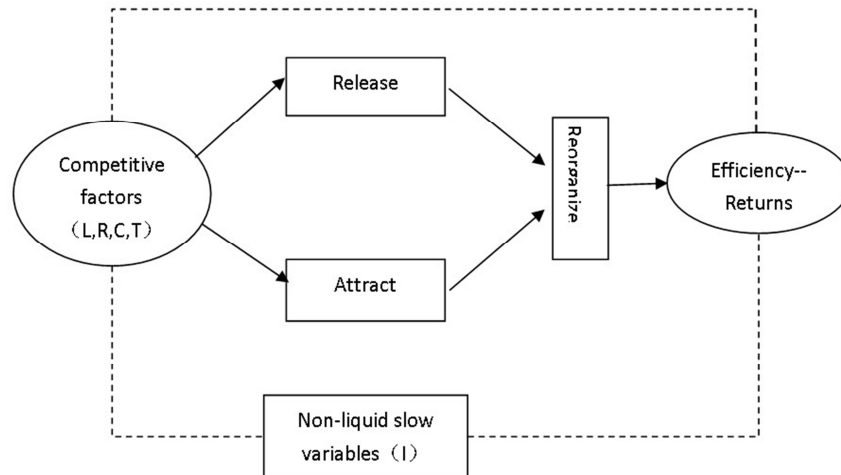 Release
Competitive
factors
（L,R,C,T）
Reorganize
Efficiency--
Returns
Attract
Non-liquid slow
variables（I）